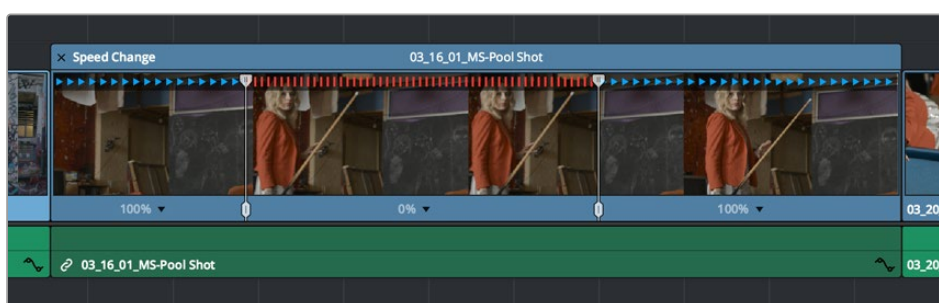 × Speed Change 03_16_01_MS-Pool Shot
100% ▼ 0% ▼ 100% ▼ 03_20
03_16_01_MS-Pool Shot 03_20